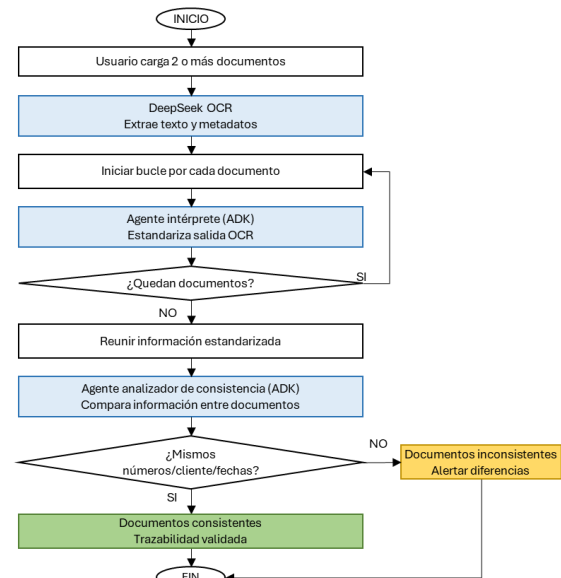 INICIO
Usuario carga 2 o más documentos
DeepSeek OCR
Extrae texto y metadatos
Iniciar bucle por cada documento
Agente intérprete (ADK)
Estandariza salida OCR
¿Quedan documentos?
SI
NO
Reunir información estandarizada
Agente analizador de consistencia (ADK)
Compara información entre documentos
¿Mismos
números/cliente/fechas?
NO
Documentos inconsistentes
Alertar diferencias
SI
Documentos consistentes
Trazabilidad validada
FIN